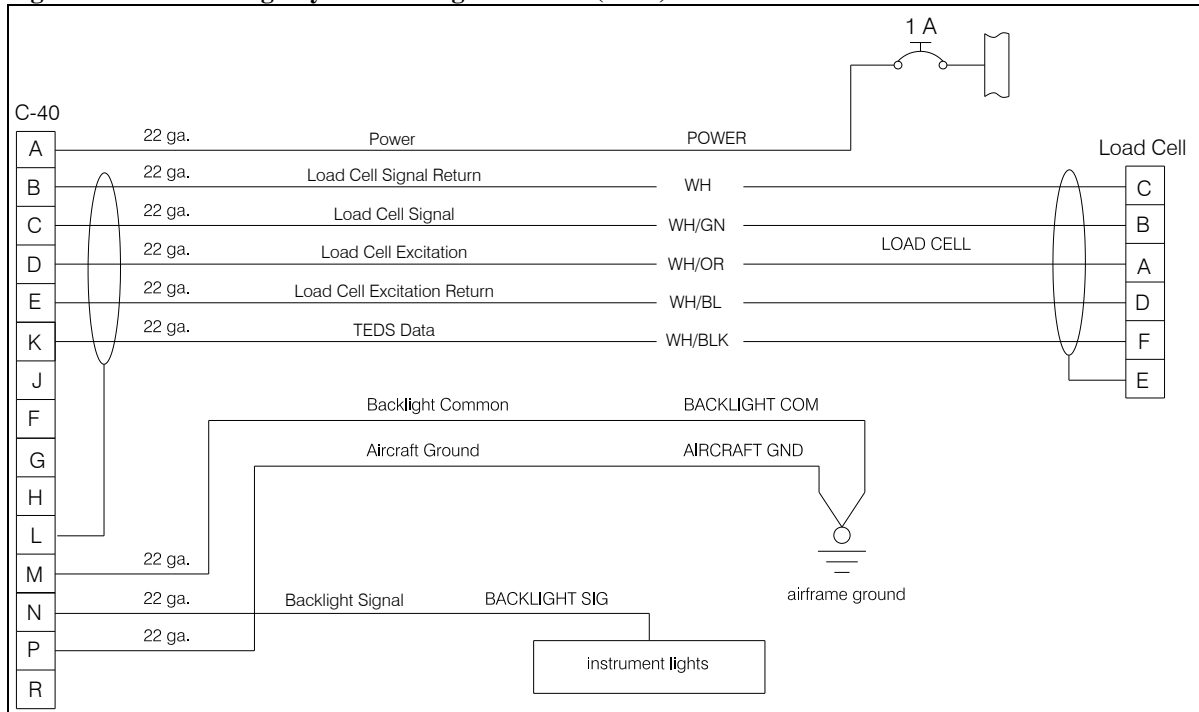 1 A
C-40
Load Cell
A 22 ga. Power POWER
B 22 ga. Load Cell Signal Return WH C
C 22 ga. Load Cell Signal WH/GN B
D 22 ga. Load Cell Excitation WH/OR LOAD CELL A
E 22 ga. Load Cell Excitation Return WH/BL D
K 22 ga. TEDS Data WH/BLK F
J E
F Backlight Common BACKLIGHT COM
G Aircraft Ground AIRCRAFT GND
H
L
M 22 ga.
airframe ground
N 22 ga. Backlight Signal BACKLIGHT SIG
P 22 ga.
instrument lights
R